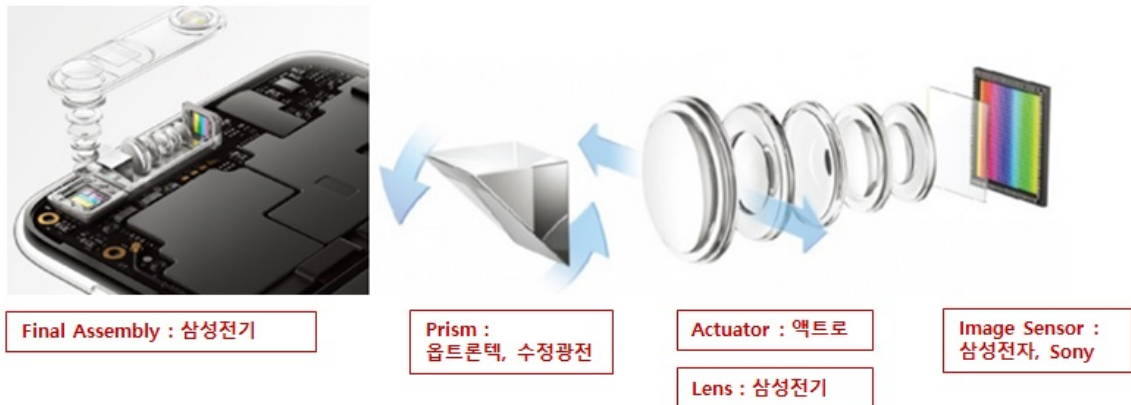 Final Assembly : 삼성전기
Prism :
옵트론텍, 수정광전
Actuator : 액트로
Lens : 삼성전기
Image Sensor :
삼성전자, Sony